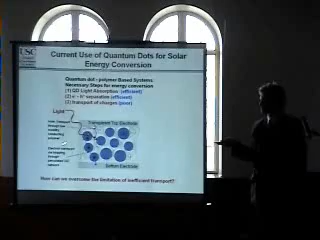 USC
Current Use of Quantum Dots for Solar
Energy Conversion
Quantum dot - polymer Based Systems:
Necessary Steps for energy conversion
(1) QD Light Absorption (efficient)
(2) e- - h+ separation (efficient)
(3) transport of charges (poor)
Light
Transparent Top Electrode
Bottom Electrode
How can we overcome the limitation of inefficient transport?